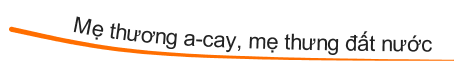 Mẹ thương a-cay, mẹ thưng đất nước